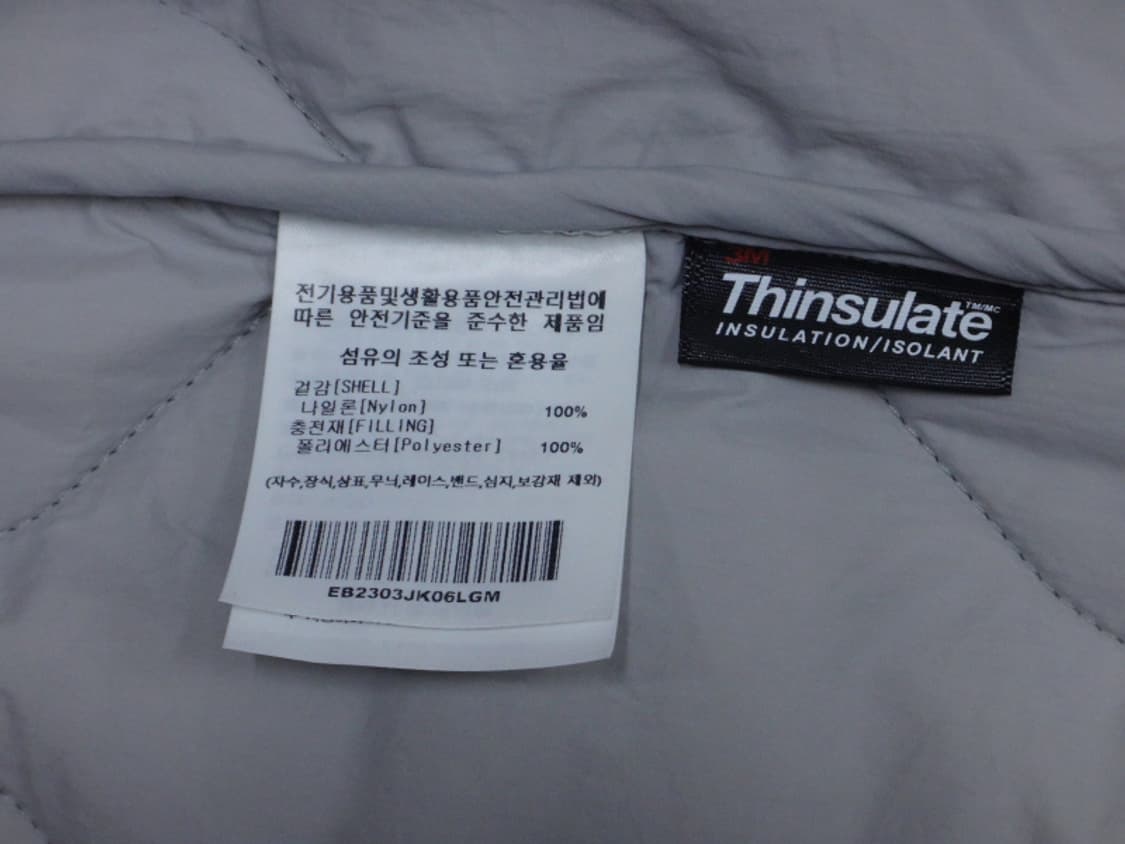 전기용품및생활용품안전관리법에
따른 안전기준을 준수한 제품임
섬유의 조성 또는 혼용율
겉감[SHELL]
나일론[Nylon] 100%
충전재[FILLING]
폴리에스터[Polyester] 100%
(자수,장식,상표,무늬,레이스,밴드,심지,보강재 제외)
EB2303JK06LGM
3M
Thinsulate TM/MC
INSULATION/ISOLANT